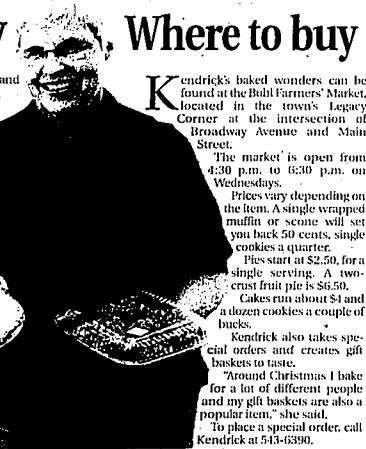 y Where to buy
and
Kendrick's baked wonders can be
found at the Buhl Farmers' Market,
located in the town's Legacy
Corner at the intersection of
Broadway Avenue and Main
Street.
The market is open from
4:30 p.m. to 6:30 p.m. on
Wednesdays.
Prices vary depending on
the item. A single wrapped
muffin or scone will set
you back 50 cents, single
cookies a quarter.
Pies start at $2.50, for a
single serving. A two-
crust fruit pie is $6.50.
Cakes run about $4 and
a dozen cookies a couple of
bucks.
Kendrick also takes spe-
cial orders and creates gift
baskets to taste.
"Around Christmas I bake
for a lot of different people
and my gift baskets are also a
popular item," she said.
To place a special order, call
Kendrick at 543-6390.